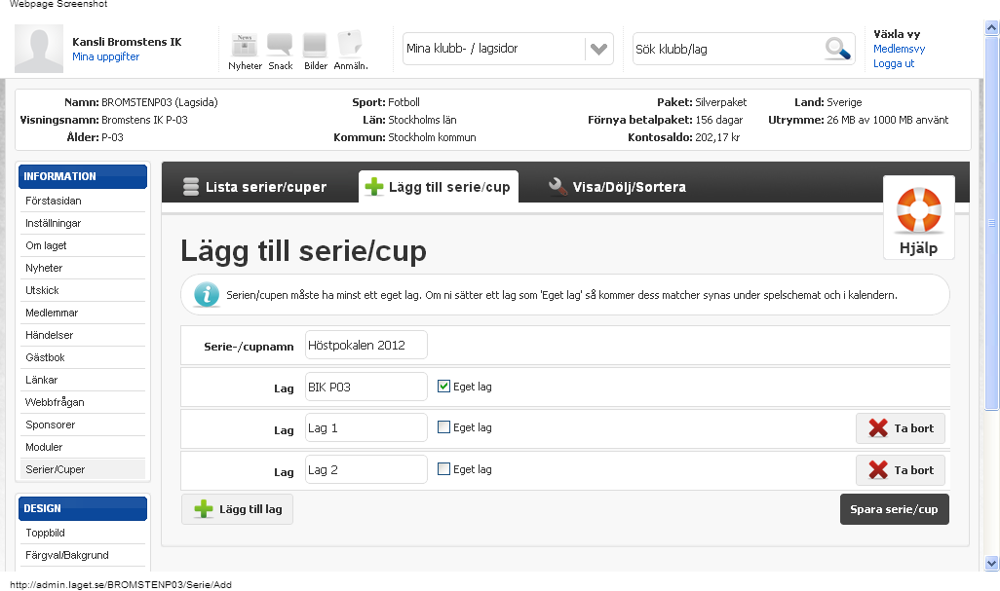 Webpage Screenshot
Kansli Bromstens IK
Mina uppgifter
News
Nyheter Snack Bilder Anmäln.
Mina klubb- / lagsidor
Sök klubb/lag
Växla vy
Medlemsvy
Logga ut
Namn: BROMSTENP03 (Lagsida) Sport: Fotboll Paket: Silverpaket Land: Sverige
Visningsnamn: Bromstens IK P-03 Län: Stockholms län Förnya betalpaket: 156 dagar Utrymme: 26 MB av 1000 MB använt
Ålder: P-03 Kommun: Stockholm kommun Kontosaldo: 202,17 kr
INFORMATION
Förstasidan
Inställningar
Om laget
Nyheter
Utskick
Medlemmar
Händelser
Gästbok
Länkar
Webbfrågan
Sponsorer
Moduler
Serier/Cuper
DESIGN
Toppbild
Färgval/Bakgrund
Lista serier/cuper Lägg till serie/cup Visa/Dölj/Sortera
Hjälp
Lägg till serie/cup
Serien/cupen måste ha minst ett eget lag. Om ni sätter ett lag som 'Eget lag' så kommer dess matcher synas under spelschemat och i kalendern.
Serie-/cupnamn Höstpokalen 2012
Lag BIK P03 Eget lag
Lag Lag 1 Eget lag Ta bort
Lag Lag 2 Eget lag Ta bort
Lägg till lag Spara serie/cup
http://admin.laget.se/BROMSTENP03/Serie/Add